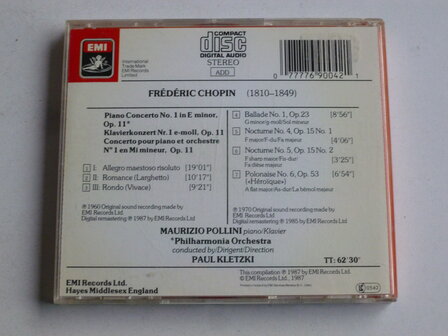 EMI
International
Trade Mark
EMI Records
Limited
COMPACT
disc
DIGITAL AUDIO
STEREO
ADD
0 77776 90042 1
FRÉDÉRIC CHOPIN (1810–1849)
Piano Concerto No. 1 in E minor,
Op. 11*
Klavierkonzert Nr. 1 e-moll, Op. 11
Concerto pour piano et orchestre
N° 1 en Mi mineur, Op. 11
1 I: Allegro maestoso risoluto [19'01"]
2 II: Romance (Larghetto) [10'17"]
3 III: Rondo (Vivace) [9'21"]
℗ 1960 Original sound recording made by
EMI Records Ltd.
Digital remastering ℗ 1987 by EMI Records Ltd.
4 Ballade No. 1, Op.23 [8'56"]
G minor/g-moll/Sol mineur
5 Nocturne No. 4, Op. 15 No. 1
F major/F-dur/Fa majeur [4'06"]
6 Nocturne No. 5, Op. 15 No. 2
F sharp major/Fis-dur/ [3'25"]
Fa dièse majeur
7 Polonaise No. 6, Op. 53 [6'54"]
(«Héroïque»)
A flat major/As-dur/La bémol majeur
℗ 1970 Original sound recording made by
EMI Records Ltd.
Digital remastering ℗ 1985 by EMI Records Ltd.
MAURIZIO POLLINI piano/Klavier
*Philharmonia Orchestra
conducted by/Dirigent/Direction
PAUL KLETZKI
TT: 62'30"
EMI Records Ltd.
Hayes Middlesex England
This compilation ℗ 1987 by EMI Records Ltd.
© EMI Records Ltd., 1987